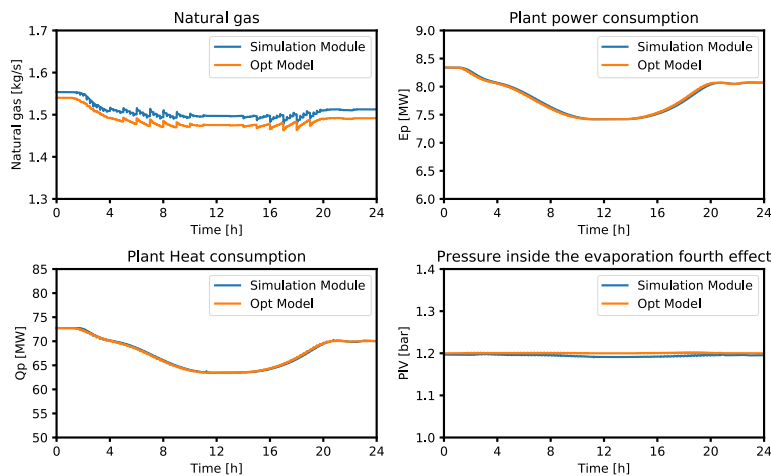 Natural gas
1.7
1.6
1.5
1.4
1.3
Natural gas [kg/s]
Simulation Module
Opt Model
0 4 8 12 16 20 24
Time [h]
Plant power consumption
9.0
8.5
8.0
7.5
7.0
6.5
6.0
Ep [MW]
Simulation Module
Opt Model
0 4 8 12 16 20 24
Time [h]
Plant Heat consumption
85
80
75
70
65
60
55
50
Qp [MW]
Simulation Module
Opt Model
0 4 8 12 16 20 24
Time [h]
Pressure inside the evaporation fourth effect
1.4
1.3
1.2
1.1
1.0
PIV [bar]
Simulation Module
Opt Model
0 4 8 12 16 20 24
Time [h]